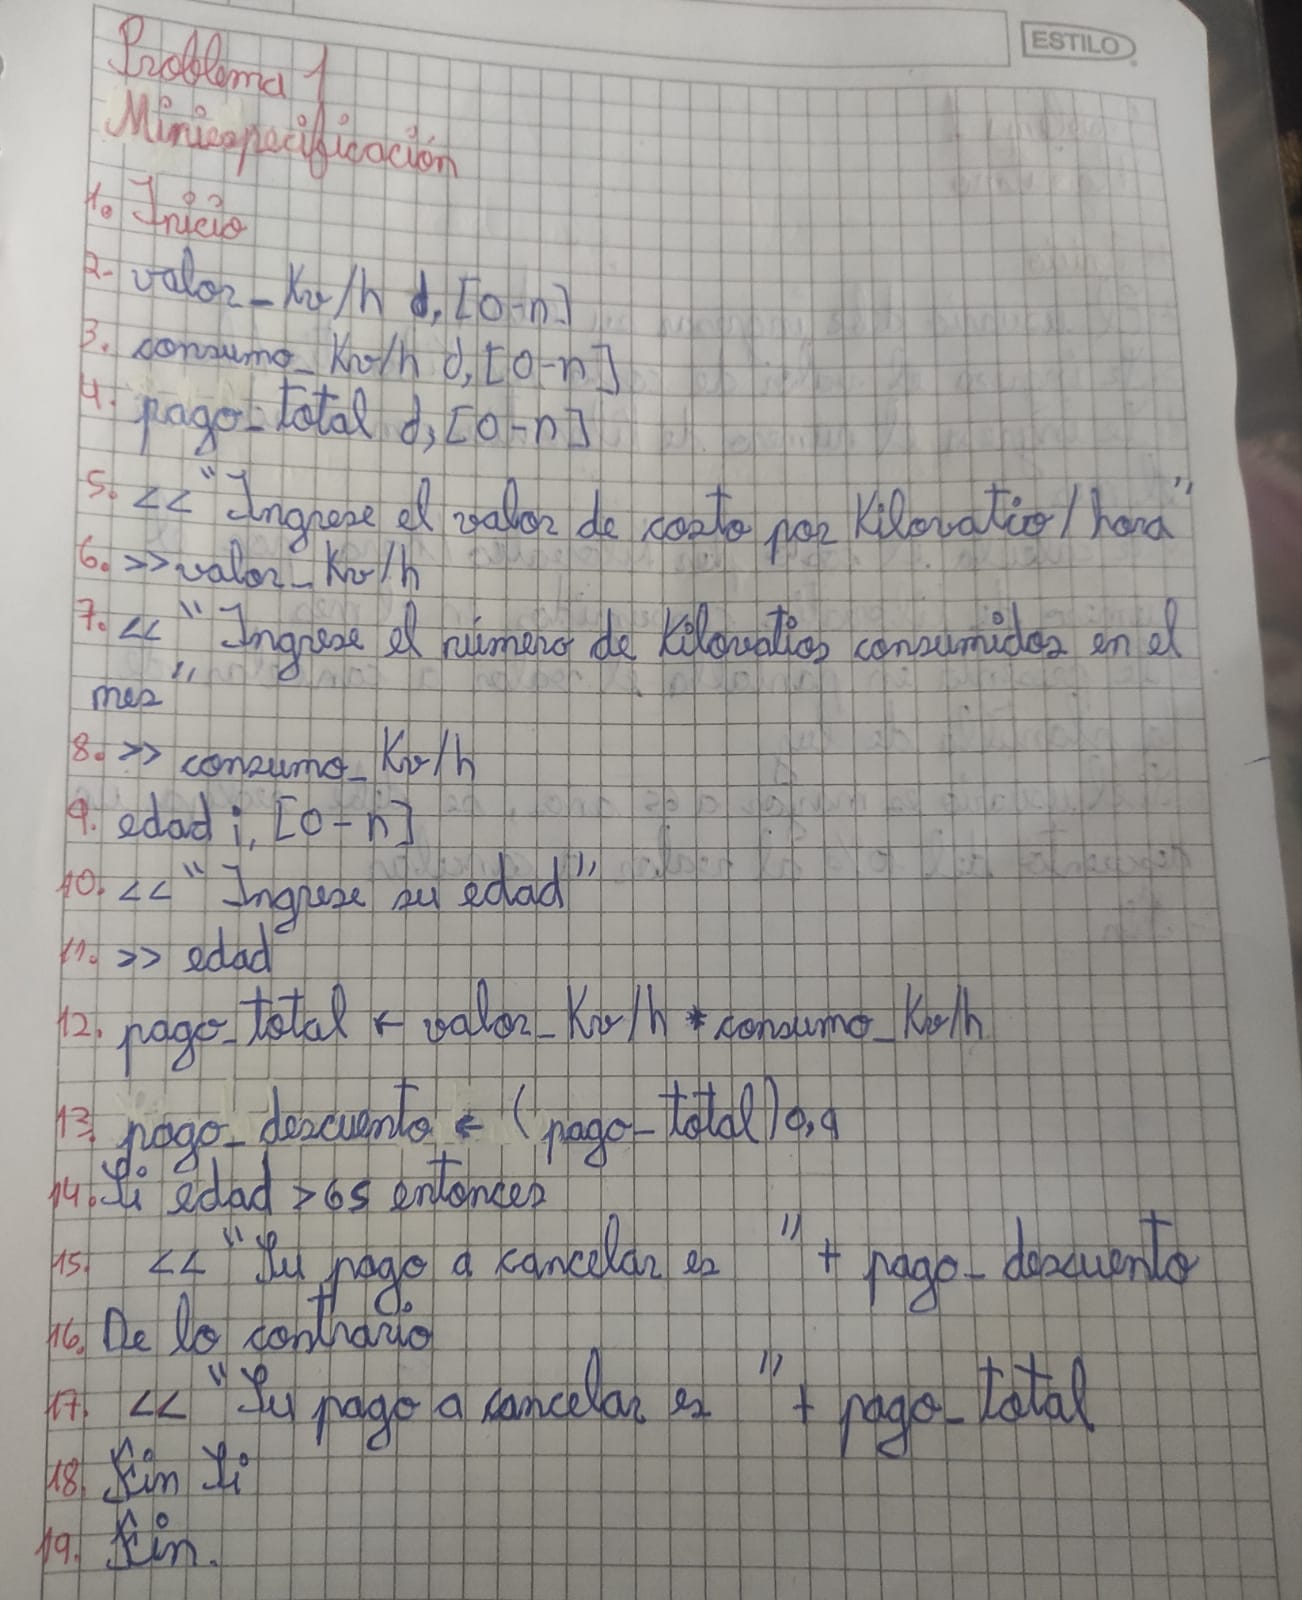 ESTILO
Problema 1
Miniespecificación
1. Inicio
2- valor_Kw/h d, [0-n]
3. consumo_Kw/h d, [0-n]
4. pago_total d, [0-n]
5. << "Ingrese el valor de costo por Kilovatio/hora"
6. >> valor_Kw/h
7. << "Ingrese el número de Kilovatios consumidos en el
mes"
8. >> consumo_Kw/h
9. edad i, [0-n]
10. << "Ingrese su edad"
11. >> edad
12. pago_total ← valor_Kw/h * consumo_Kw/h
13. pago_descuento ← (pago_total)0,9
14. Si edad >65 entonces
15. << "Su pago a cancelar es " + pago_descuento
16. De lo contrario
17. << "Su pago a cancelar es " + pago_total
18. Fin Si
19. Fin.